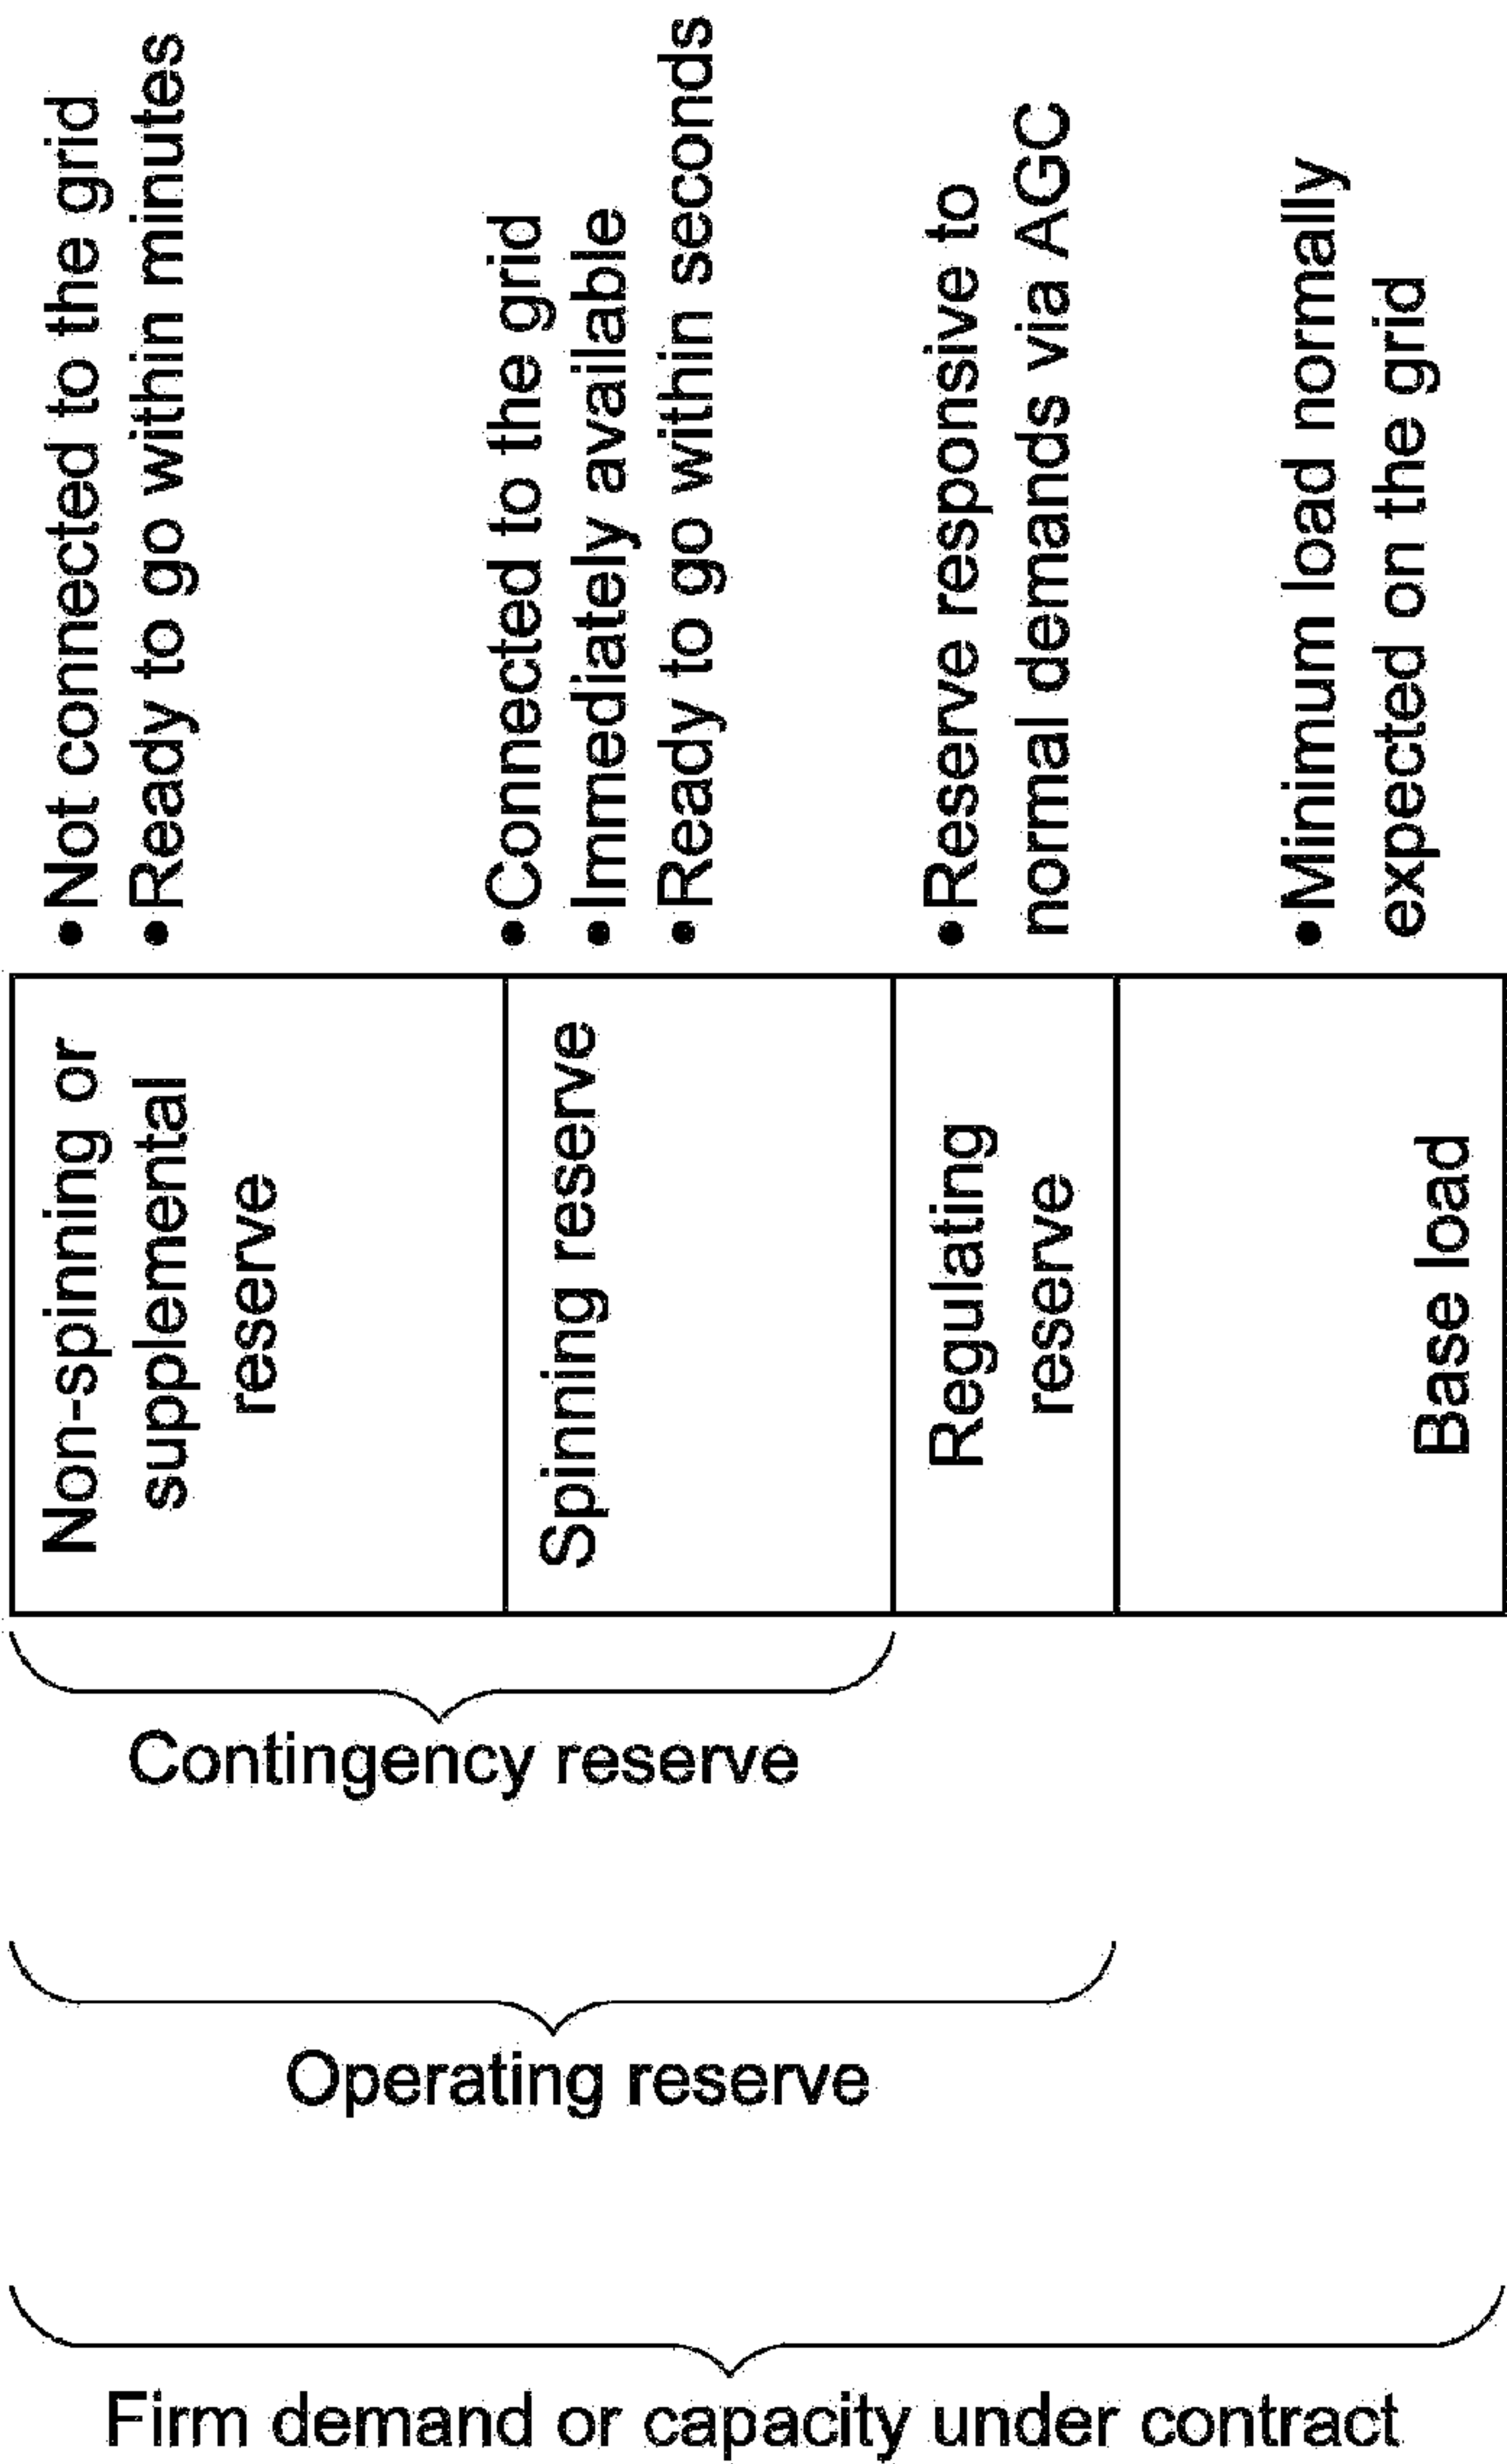 Non-spinning or
supplemental
reserve
•Not connected to the grid
•Ready to go within minutes
Spinning reserve
•Connected to the grid
•Immediately available
•Ready to go within seconds
Regulating
reserve
•Reserve responsive to
normal demands via AGC
Base load
•Minimum load normally
expected on the grid
Contingency reserve
Operating reserve
Firm demand or capacity under contract